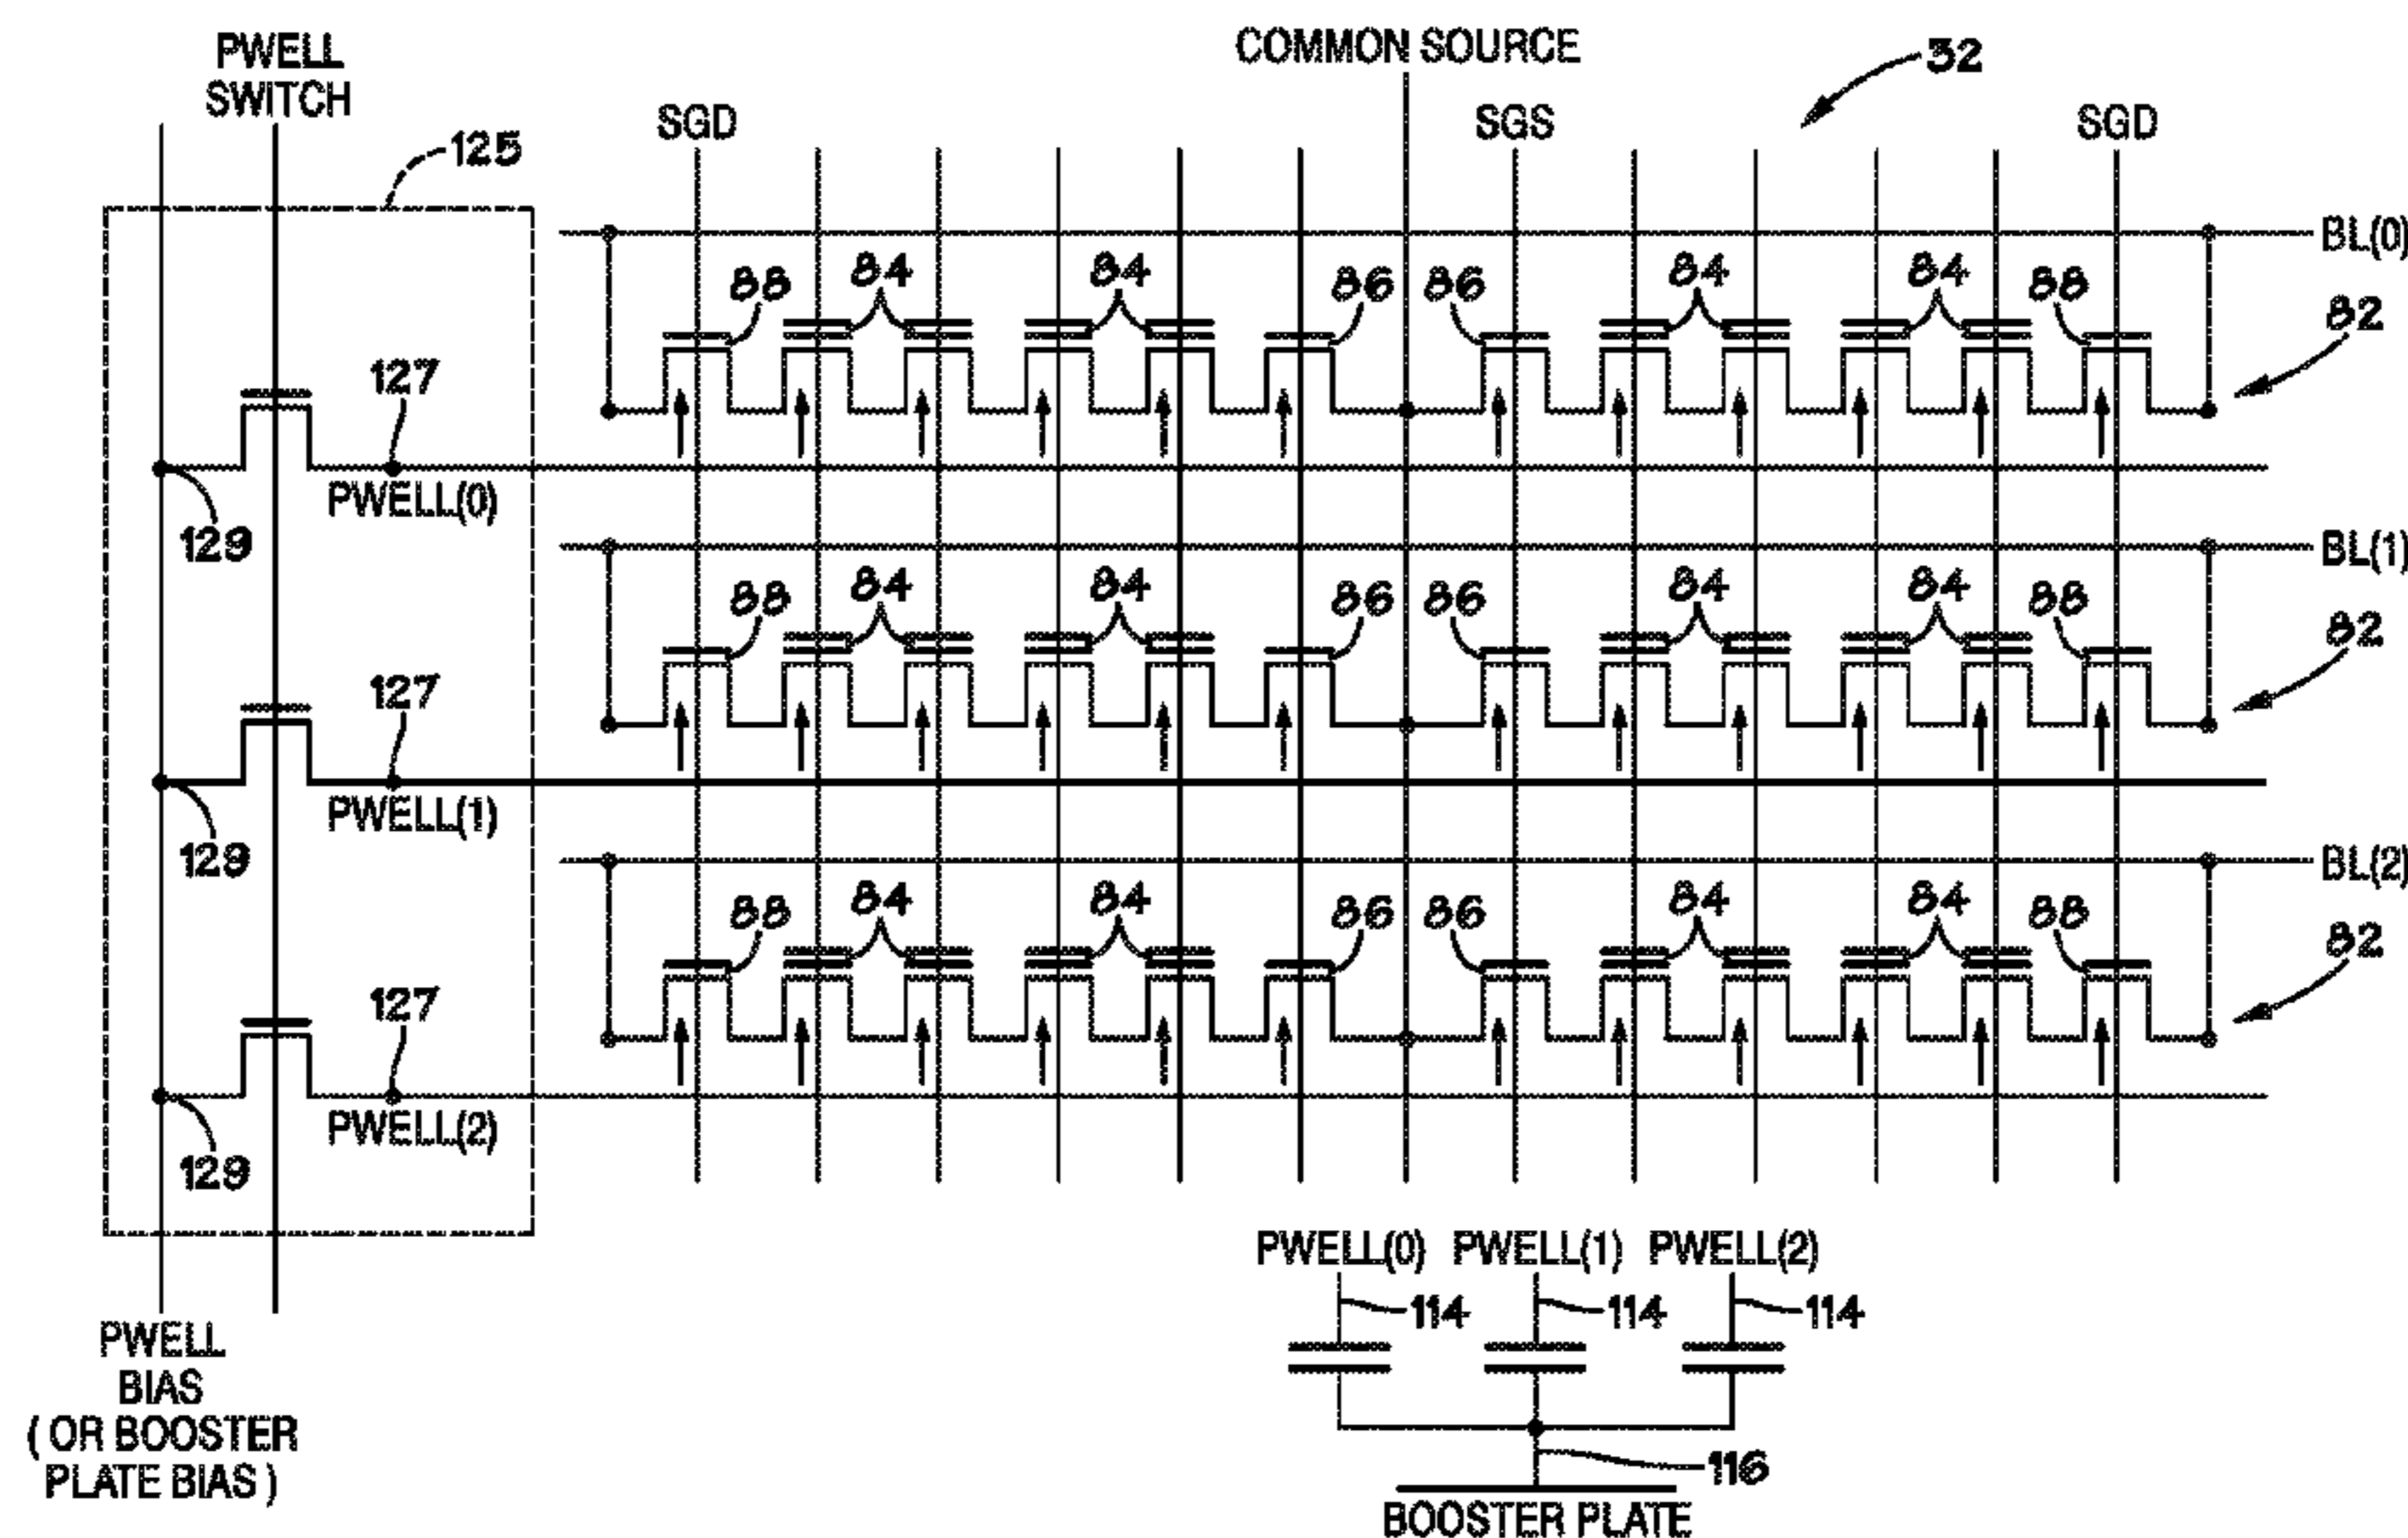 PWELL
SWITCH
COMMON SOURCE
32
SGD
SGS
SGD
125
BL(0)
88
84
84
86
86
84
84
88
82
127
PWELL(0)
129
BL(1)
88
84
84
86
86
84
84
88
82
127
PWELL(1)
129
BL(2)
88
84
84
86
86
84
84
88
82
127
PWELL(2)
129
PWELL(0) PWELL(1) PWELL(2)
114
114
114
PWELL
BIAS
( OR BOOSTER
PLATE BIAS )
116
BOOSTER PLATE